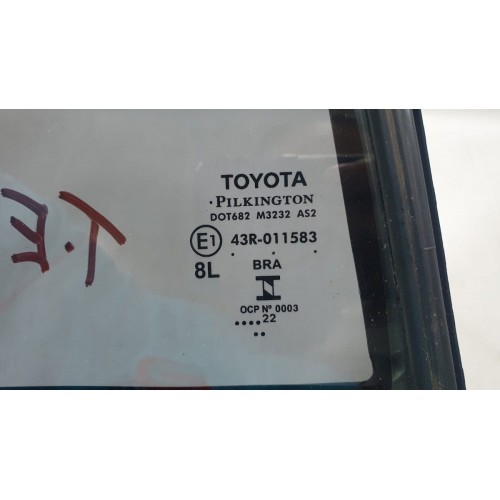 TOYOTA
·PILKINGTON
DOT682 M3232 AS2
E1 43R-011583
8L BRA
OCP Nº 0003
....22
..
T.E